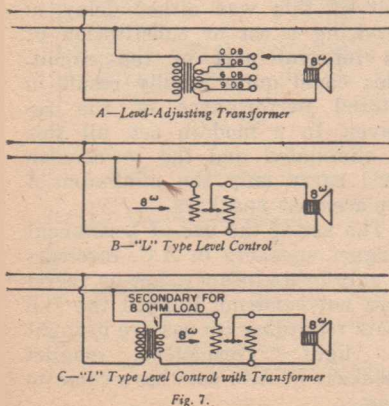 0 DB
3 DB
6 DB
9 DB
8ω
A—Level-Adjusting Transformer
8ω
8ω
B—"L" Type Level Control
SECONDARY FOR
8 OHM LOAD
8ω
8ω
C—"L" Type Level Control with Transformer
Fig. 7.